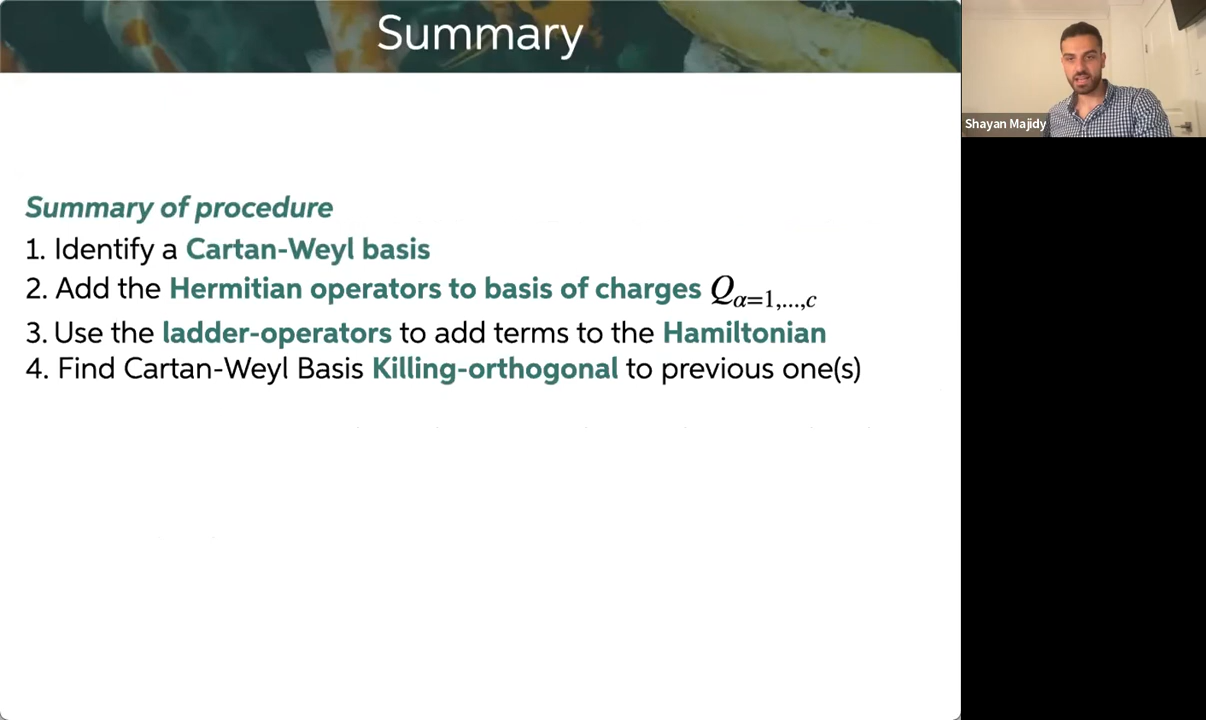 Summary
Shayan Majidy
Summary of procedure
1. Identify a Cartan-Weyl basis
2. Add the Hermitian operators to basis of charges Qα=1,...,c
3. Use the ladder-operators to add terms to the Hamiltonian
4. Find Cartan-Weyl Basis Killing-orthogonal to previous one(s)